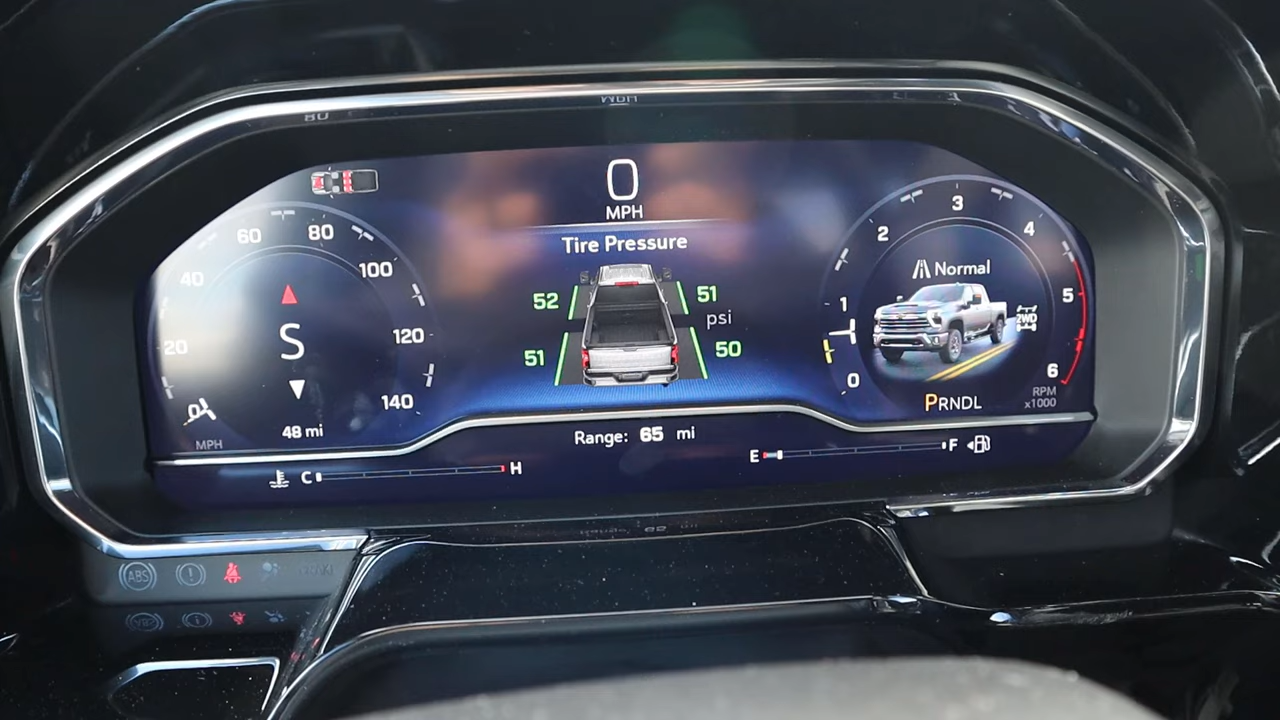 0
MPH
Tire Pressure
52
51
psi
51
50
20
40
60
80
100
120
140
S
48 mi
MPH
0
1
2
3
4
5
6
Normal
2WD
PRNDL
RPM
x1000
Range: 65 mi
C
H
E
F
ABS